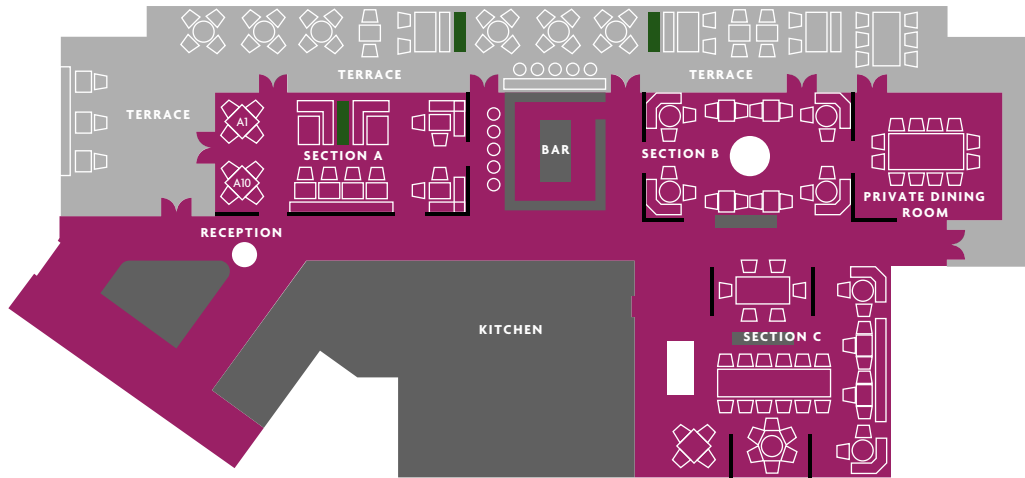 TERRACE
TERRACE
TERRACE
A1
SECTION A
BAR
SECTION B
A10
PRIVATE DINING
ROOM
RECEPTION
KITCHEN
SECTION C